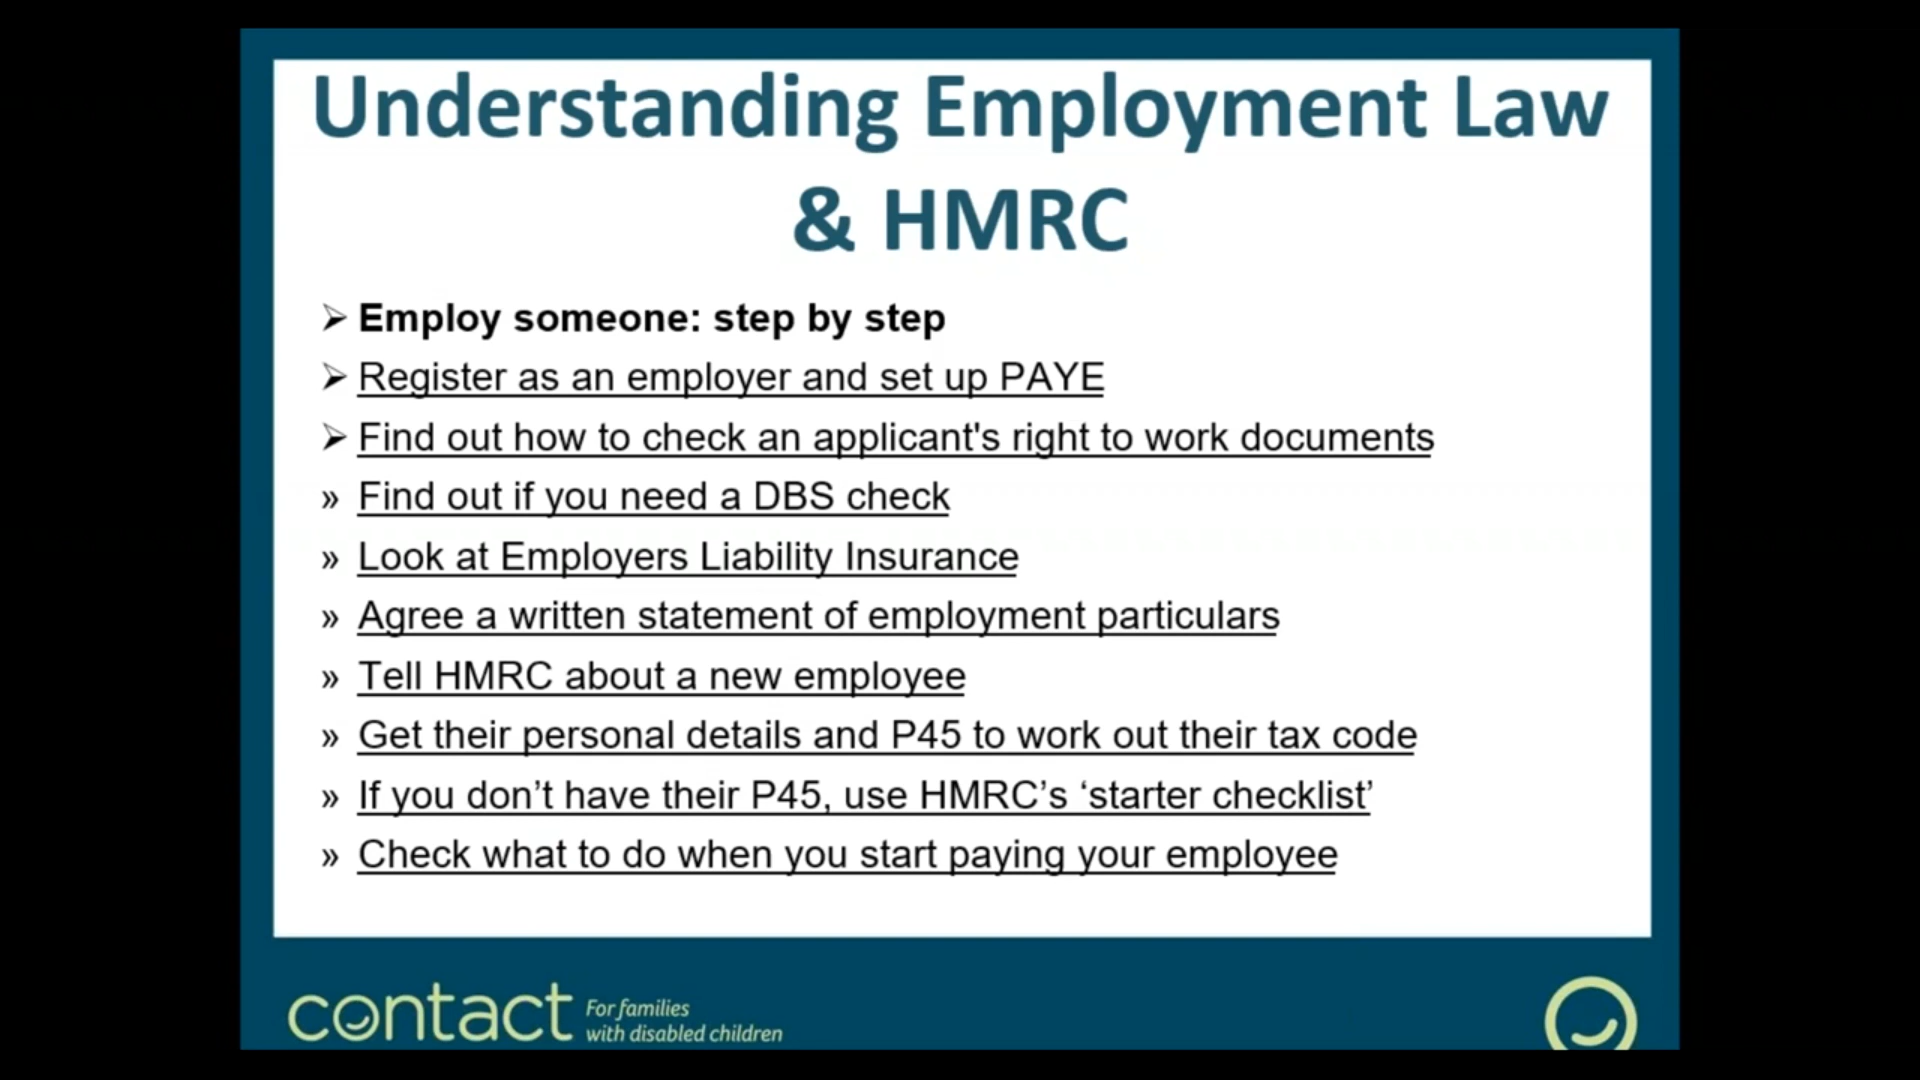 Understanding Employment Law
& HMRC
➢ Employ someone: step by step
➢ Register as an employer and set up PAYE
➢ Find out how to check an applicant's right to work documents
» Find out if you need a DBS check
» Look at Employers Liability Insurance
» Agree a written statement of employment particulars
» Tell HMRC about a new employee
» Get their personal details and P45 to work out their tax code
» If you don’t have their P45, use HMRC’s ‘starter checklist’
» Check what to do when you start paying your employee
contact For families
with disabled children